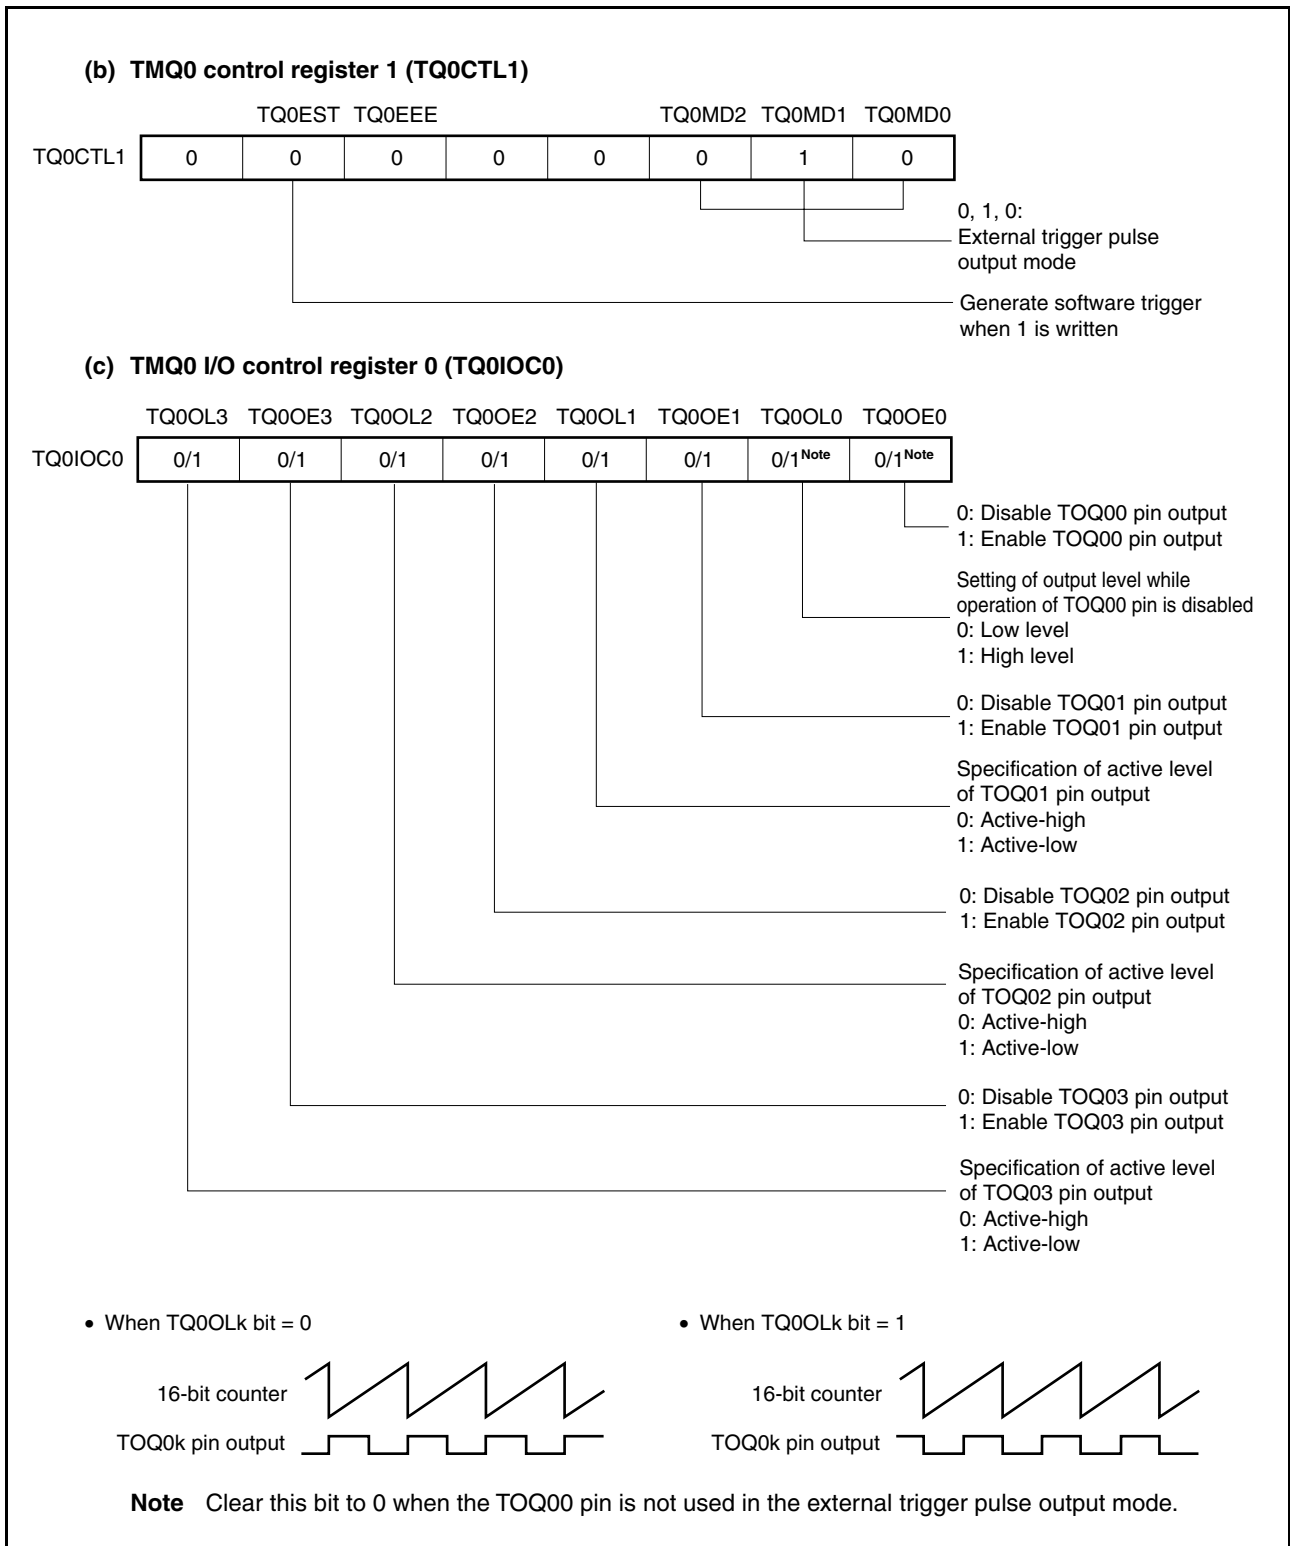 (b) TMQ0 control register 1 (TQ0CTL1)
TQ0EST TQ0EEE TQ0MD2 TQ0MD1 TQ0MD0
TQ0CTL1 0 0 0 0 0 0 1 0
0, 1, 0:
External trigger pulse
output mode
Generate software trigger
when 1 is written
(c) TMQ0 I/O control register 0 (TQ0IOC0)
TQ0OL3 TQ0OE3 TQ0OL2 TQ0OE2 TQ0OL1 TQ0OE1 TQ0OL0 TQ0OE0
TQ0IOC0 0/1 0/1 0/1 0/1 0/1 0/1 0/1Note 0/1Note
0: Disable TOQ00 pin output
1: Enable TOQ00 pin output
Setting of output level while
operation of TOQ00 pin is disabled
0: Low level
1: High level
0: Disable TOQ01 pin output
1: Enable TOQ01 pin output
Specification of active level
of TOQ01 pin output
0: Active-high
1: Active-low
0: Disable TOQ02 pin output
1: Enable TOQ02 pin output
Specification of active level
of TOQ02 pin output
0: Active-high
1: Active-low
0: Disable TOQ03 pin output
1: Enable TOQ03 pin output
Specification of active level
of TOQ03 pin output
0: Active-high
1: Active-low
• When TQ0OLk bit = 0
16-bit counter
TOQ0k pin output
• When TQ0OLk bit = 1
16-bit counter
TOQ0k pin output
Note Clear this bit to 0 when the TOQ00 pin is not used in the external trigger pulse output mode.